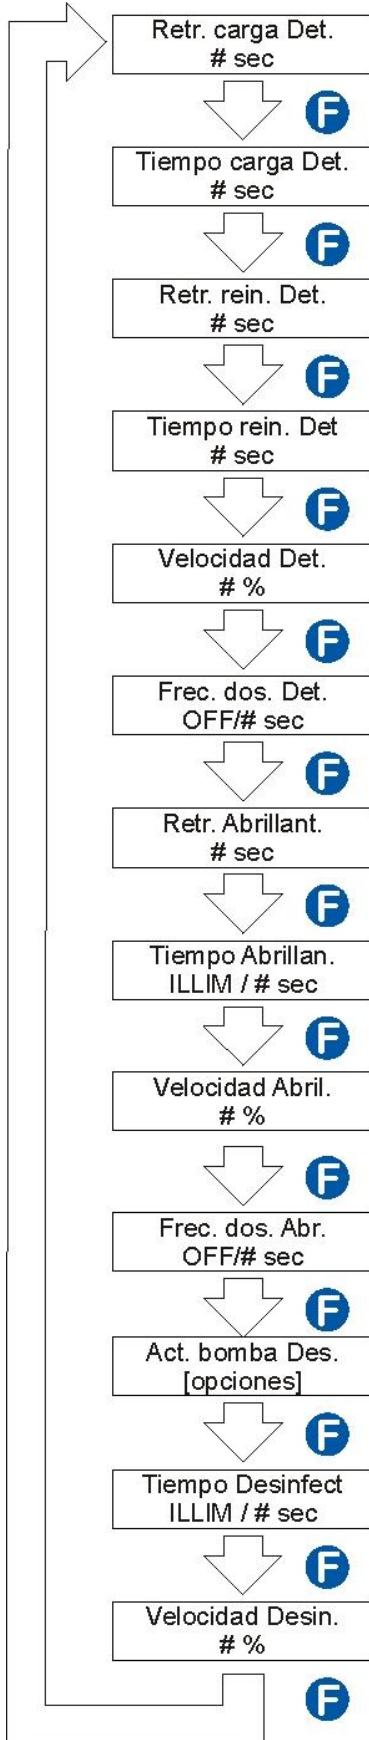 Retr. carga Det.
# sec
F
Tiempo carga Det.
# sec
F
Retr. rein. Det.
# sec
F
Tiempo rein. Det
# sec
F
Velocidad Det.
# %
F
Frec. dos. Det.
OFF/# sec
F
Retr. Abrillant.
# sec
F
Tiempo Abrillan.
ILLIM / # sec
F
Velocidad Abril.
# %
F
Frec. dos. Abr.
OFF/# sec
F
Act. bomba Des.
[opciones]
F
Tiempo Desinfect
ILLIM / # sec
F
Velocidad Desin.
# %
F